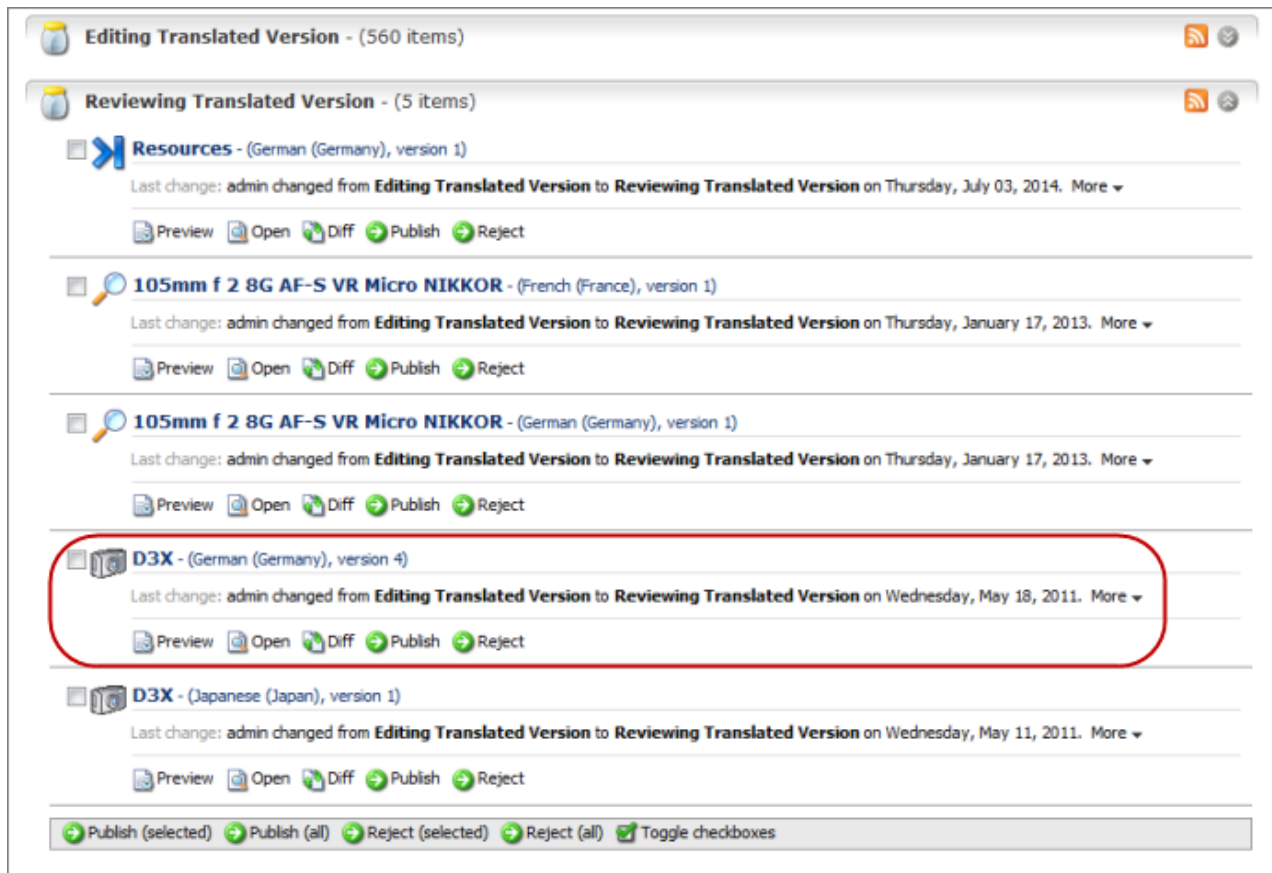 Editing Translated Version - (560 items)
Reviewing Translated Version - (5 items)
Resources - (German (Germany), version 1)
Last change: admin changed from Editing Translated Version to Reviewing Translated Version on Thursday, July 03, 2014. More
Preview Open Diff Publish Reject
105mm f 2 8G AF-S VR Micro NIKKOR - (French (France), version 1)
Last change: admin changed from Editing Translated Version to Reviewing Translated Version on Thursday, January 17, 2013. More
Preview Open Diff Publish Reject
105mm f 2 8G AF-S VR Micro NIKKOR - (German (Germany), version 1)
Last change: admin changed from Editing Translated Version to Reviewing Translated Version on Thursday, January 17, 2013. More
Preview Open Diff Publish Reject
D3X - (German (Germany), version 4)
Last change: admin changed from Editing Translated Version to Reviewing Translated Version on Wednesday, May 18, 2011. More
Preview Open Diff Publish Reject
D3X - (Japanese (Japan), version 1)
Last change: admin changed from Editing Translated Version to Reviewing Translated Version on Wednesday, May 11, 2011. More
Preview Open Diff Publish Reject
Publish (selected) Publish (all) Reject (selected) Reject (all) Toggle checkboxes